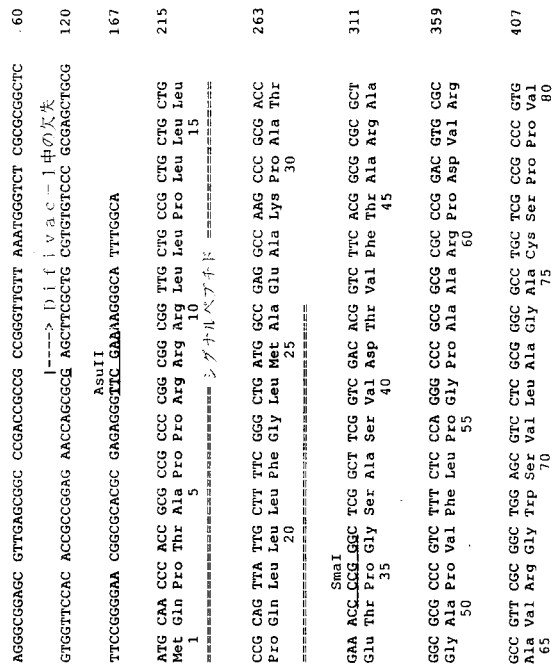 AGGGCGGAGC GTTGAGCGGC CCGACCGCCG CCGGGTTGTT AAATGGGTCT CGCGCGGCTC .60
|----> Difivac-1中の欠失
GTGGTTCCAC ACCGCCGGAG AACCAGCGCG AGCTTCGCTG CGTGTGTCCC GCGAGCTGCG 120
AsuII
TTCCGGGGAA CGGCGCACGC GAGAGGGTTC GAAAAGGGCA TTTGGCA 167
ATG CAA CCC ACC GCG CCG CCC CGG CGG CGG TTG CTG CCG CTG CTG CTG 215
Met Gln Pro Thr Ala Pro Pro Arg Arg Arg Leu Leu Pro Leu Leu Leu
1 5 10 15
======== シグナルペプチド ========
CCG CAG TTA TTG CTT TTC GGG CTG ATG GCC GAG GCC AAG CCC GCG ACC 263
Pro Gln Leu Leu Leu Phe Gly Leu Met Ala Glu Ala Lys Pro Ala Thr
20 25 30
SmaI
GAA ACC CCG GGC TCG GCT TCG GTC GAC ACG GTC TTC ACG GCG CGC GCT 311
Glu Thr Pro Gly Ser Ala Ser Val Asp Thr Val Phe Thr Ala Arg Ala
35 40 45
GGC GCG CCC GTC TTT CTC CCA GGG CCC GCG GCG CGC CCG GAC GTG CGC 359
Gly Ala Pro Val Phe Leu Pro Gly Pro Ala Ala Arg Pro Asp Val Arg
50 55 60
GCC GTT CGC GGC TGG AGC GTC CTC GCG GGC GCC TGC TCG CCG CCC GTG 407
Ala Val Arg Gly Trp Ser Val Leu Ala Gly Ala Cys Ser Pro Pro Val
65 70 75 80